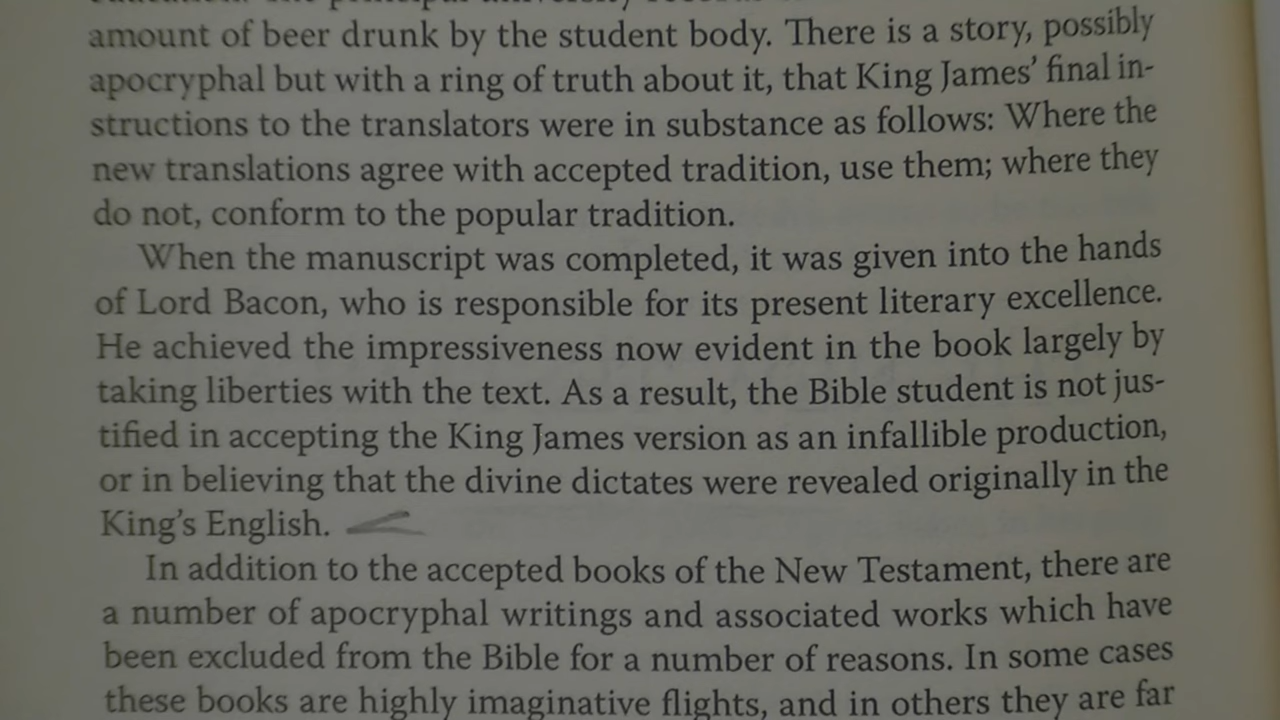 amount of beer drunk by the student body. There is a story, possibly
apocryphal but with a ring of truth about it, that King James’ final in-
structions to the translators were in substance as follows: Where the
new translations agree with accepted tradition, use them; where they
do not, conform to the popular tradition.
When the manuscript was completed, it was given into the hands
of Lord Bacon, who is responsible for its present literary excellence.
He achieved the impressiveness now evident in the book largely by
taking liberties with the text. As a result, the Bible student is not jus-
tified in accepting the King James version as an infallible production,
or in believing that the divine dictates were revealed originally in the
King’s English.
In addition to the accepted books of the New Testament, there are
a number of apocryphal writings and associated works which have
been excluded from the Bible for a number of reasons. In some cases
these books are highly imaginative flights, and in others they are far